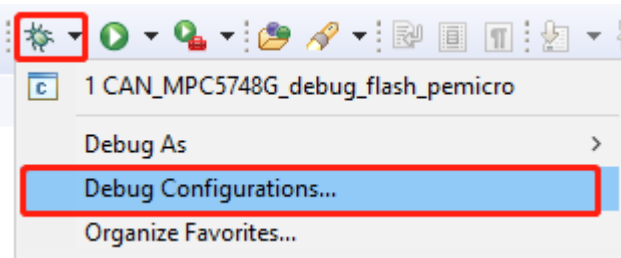 1 CAN_MPC5748G_debug_flash_pemicro
Debug As
Debug Configurations...
Organize Favorites...